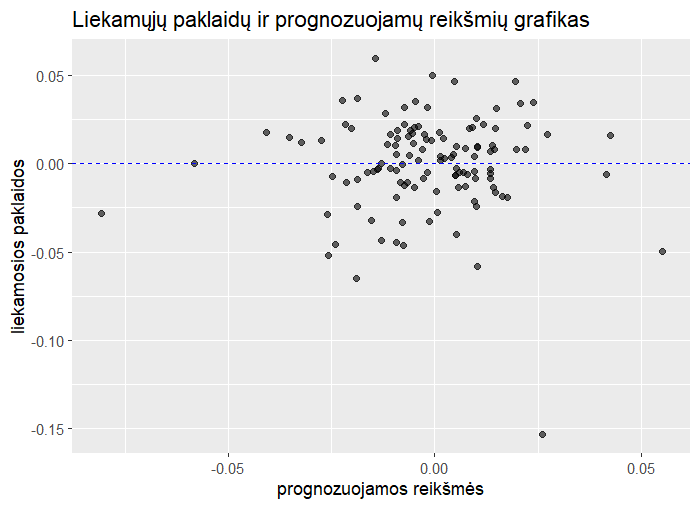 Liekamųjų paklaidų ir prognozuojamų reikšmių grafikas
liekamosios paklaidos
0.05
0.00
-0.05
-0.10
-0.15
-0.05 0.00 0.05
prognozuojamos reikšmės